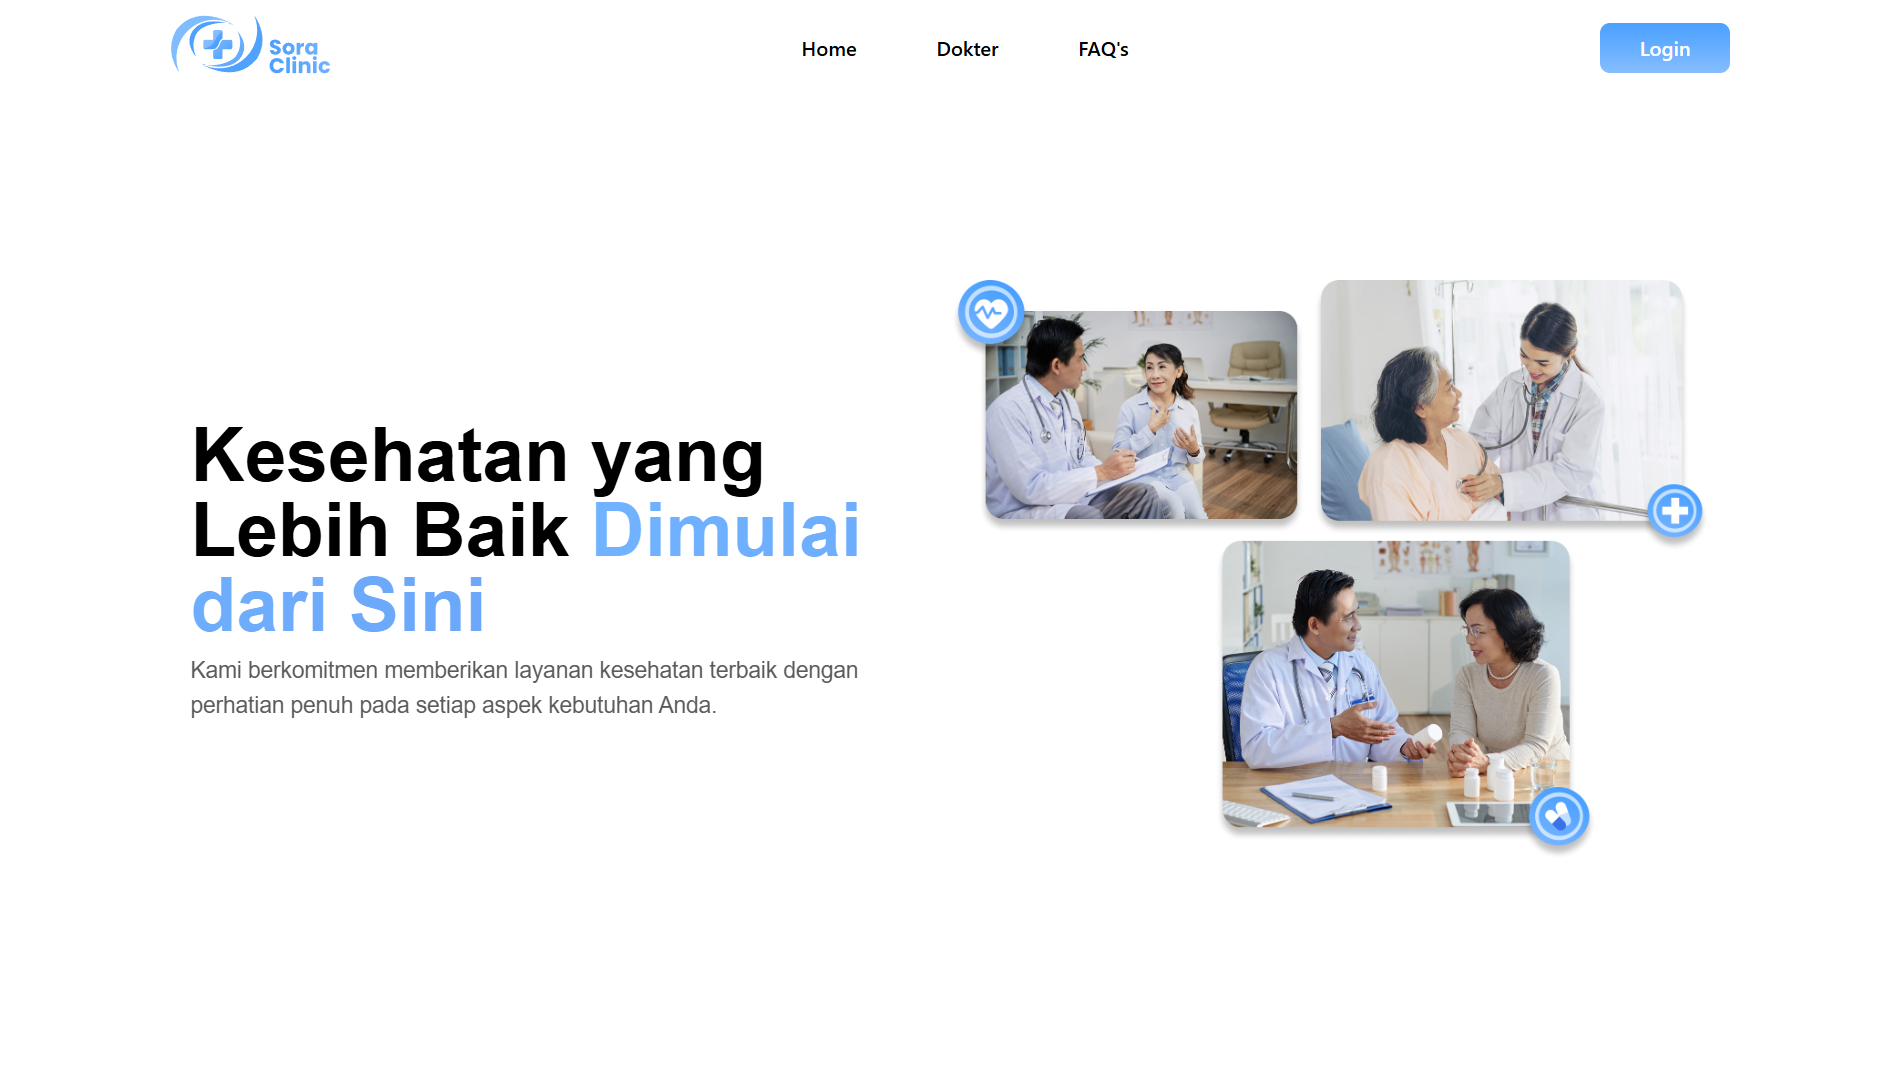 Sora
Clinic
Home
Dokter
FAQ's
Login
Kesehatan yang
Lebih Baik Dimulai
dari Sini
Kami berkomitmen memberikan layanan kesehatan terbaik dengan
perhatian penuh pada setiap aspek kebutuhan Anda.